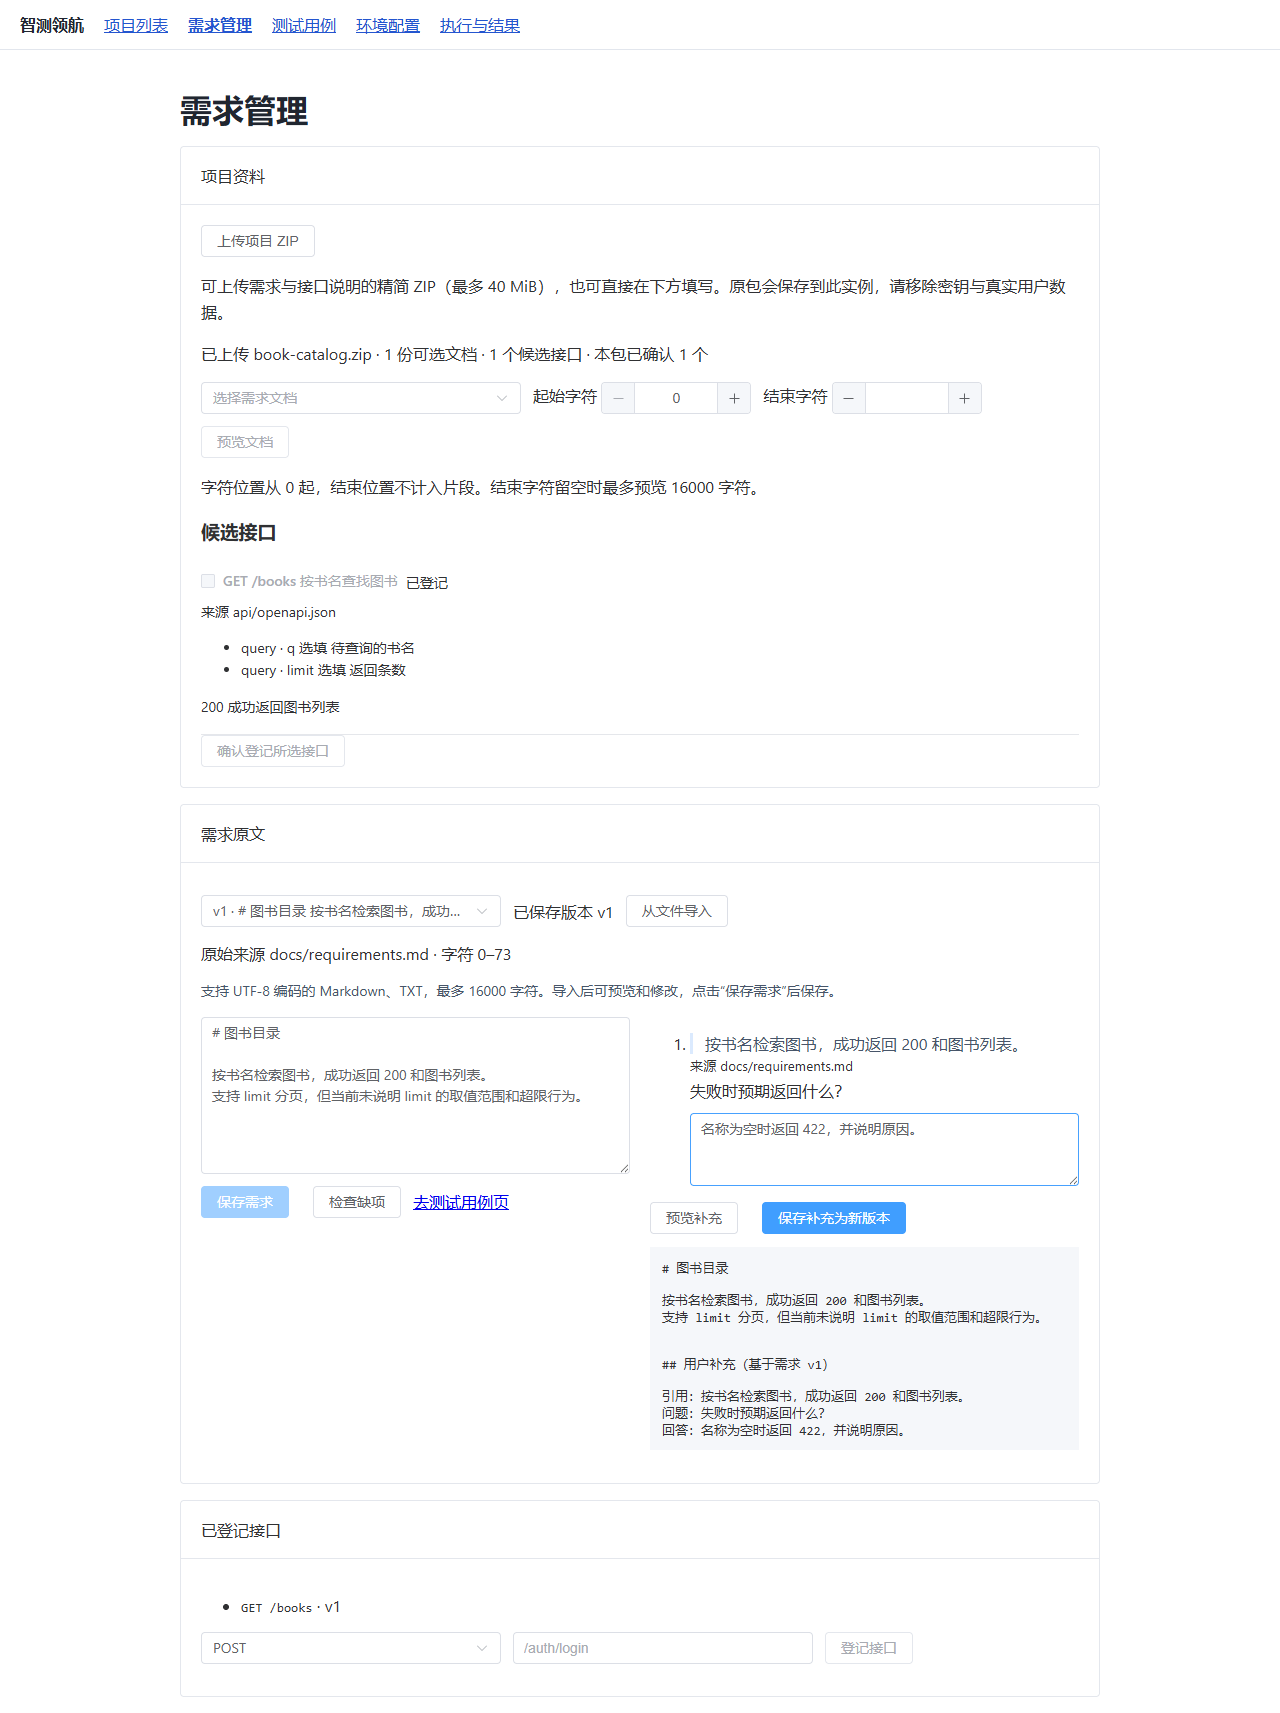 智测领航 项目列表 需求管理 测试用例 环境配置 执行与结果
需求管理
项目资料
上传项目 ZIP
可上传需求与接口说明的精简 ZIP（最多 40 MiB），也可直接在下方填写。原包会保存到此实例，请移除密钥与真实用户数
据。
已上传 book-catalog.zip · 1 份可选文档 · 1 个候选接口 · 本包已确认 1 个
选择需求文档 起始字符 0 结束字符
预览文档
字符位置从 0 起，结束位置不计入片段。结束字符留空时最多预览 16000 字符。
候选接口
GET /books 按书名查找图书 已登记
来源 api/openapi.json
query · q 选填 待查询的书名
query · limit 选填 返回条数
200 成功返回图书列表
确认登记所选接口
需求原文
v1 · # 图书目录 按书名检索图书，成功... 已保存版本 v1 从文件导入
原始来源 docs/requirements.md · 字符 0–73
支持 UTF-8 编码的 Markdown、TXT，最多 16000 字符。导入后可预览和修改，点击“保存需求”后保存。
# 图书目录
按书名检索图书，成功返回 200 和图书列表。
支持 limit 分页，但当前未说明 limit 的取值范围和超限行为。
保存需求 检查缺项 去测试用例页
1. 按书名检索图书，成功返回 200 和图书列表。
来源 docs/requirements.md
失败时预期返回什么？
名称为空时返回 422，并说明原因。
预览补充 保存补充为新版本
# 图书目录
按书名检索图书，成功返回 200 和图书列表。
支持 limit 分页，但当前未说明 limit 的取值范围和超限行为。
## 用户补充（基于需求 v1）
引用：按书名检索图书，成功返回 200 和图书列表。
问题：失败时预期返回什么？
回答：名称为空时返回 422，并说明原因。
已登记接口
GET /books · v1
POST /auth/login 登记接口